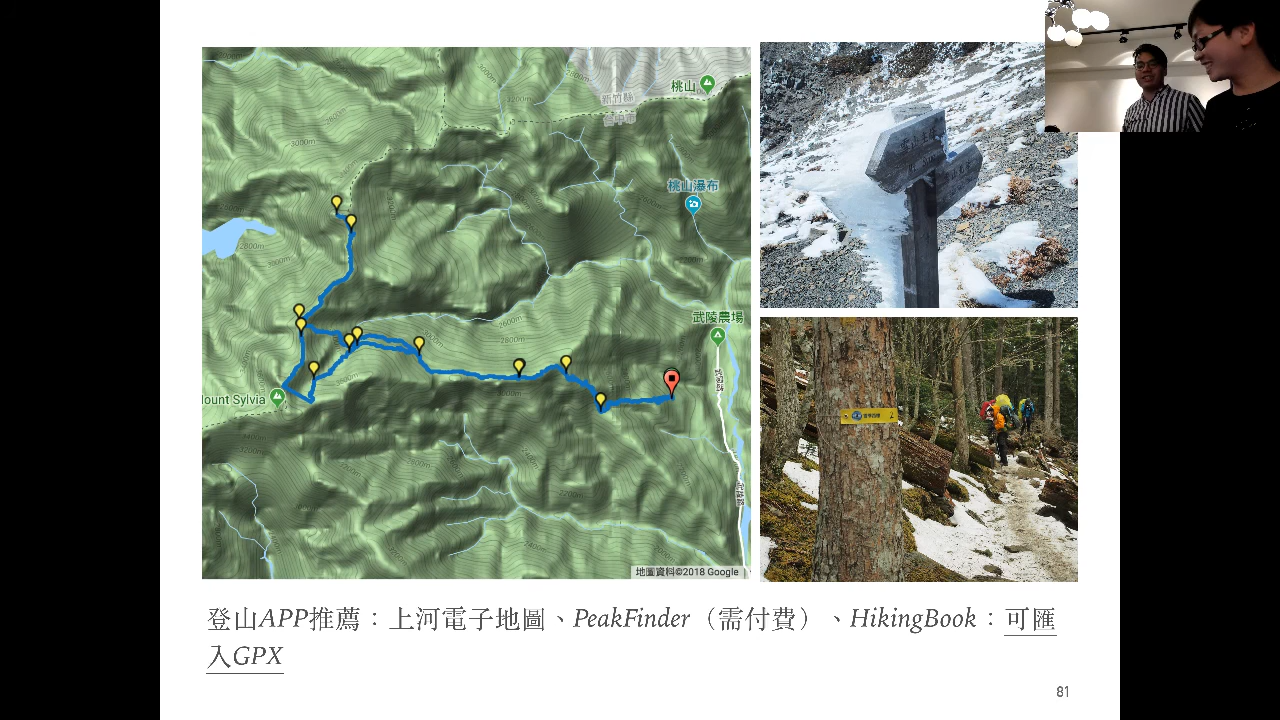 桃山
新竹縣
台中市
桃山瀑布
武陵農場
Mount Sylvia
地圖資料©2018 Google
登山APP推薦：上河電子地圖、PeakFinder（需付費）、HikingBook：可匯
入GPX
81